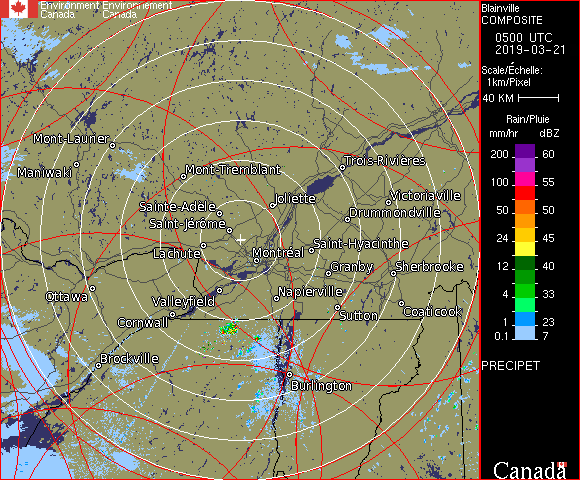 Environment Environnement
Canada Canada
Blainville
COMPOSITE
0500 UTC
2019-03-21
Scale/Échelle:
1km/Pixel
40 KM
Rain/Pluie
mm/hr dBZ
200 60
100 55
50 50
24 45
12 40
4 33
1 23
0.1 7
PRECIPET
Canada
Mont-Laurier
Maniwaki
Mont-Tremblant
Trois-Rivières
Sainte-Adèle
Joliette
Victoriaville
Drummondville
Saint-Jérôme
Lachute
Montréal
Saint-Hyacinthe
Granby
Sherbrooke
Ottawa
Valleyfield
Napierville
Cornwall
Sutton
Coaticook
Brockville
Burlington